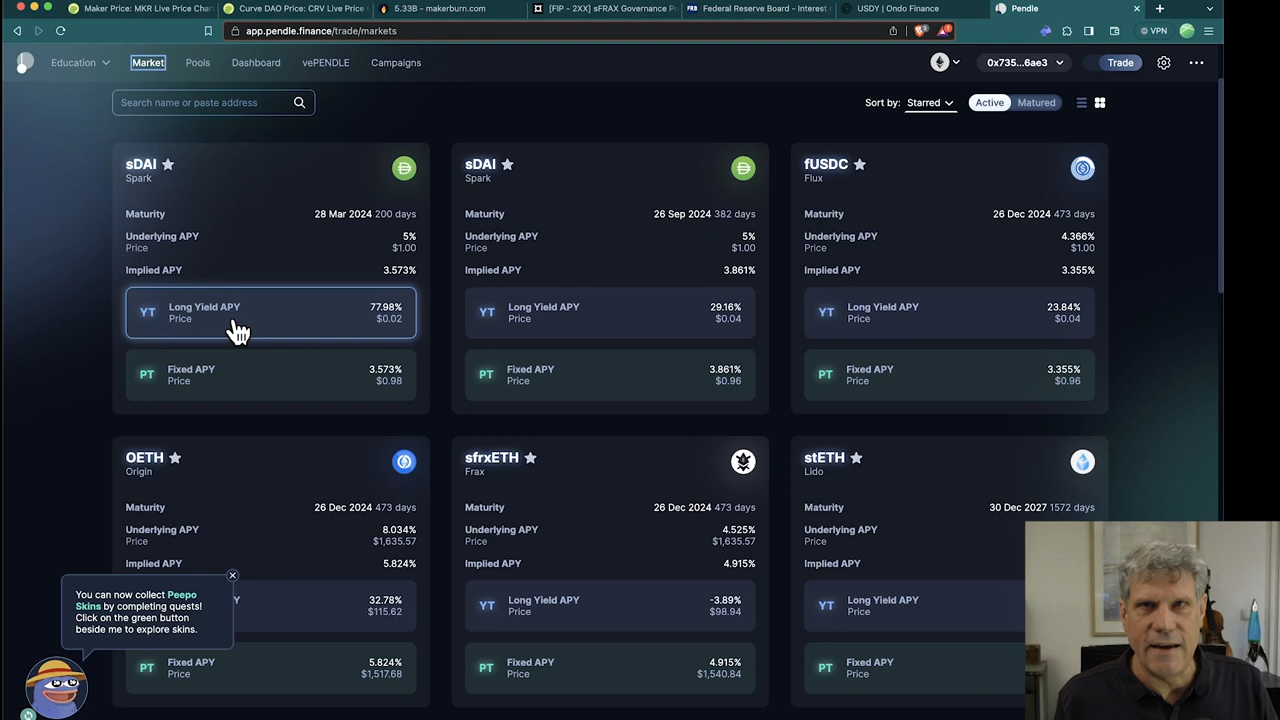 Maker Price: MKR Live Price Char
Curve DAO Price: CRV Live Price C
5.33B - makerburn.com
[FIP - 2XX] sFRAX Governance Pr
Federal Reserve Board - Interest
USDY | Ondo Finance
Pendle
app.pendle.finance/trade/markets
VPN
Education
Market
Pools
Dashboard
vePENDLE
Campaigns
0x735...6ae3
Trade
Search name or paste address
Sort by: Starred
Active
Matured
sDAI
Spark
Maturity 28 Mar 2024 200 days
Underlying APY 5%
Price $1.00
Implied APY 3.573%
YT Long Yield APY 77.98%
Price $0.02
PT Fixed APY 3.573%
Price $0.98
sDAI
Spark
Maturity 26 Sep 2024 382 days
Underlying APY 5%
Price $1.00
Implied APY 3.861%
YT Long Yield APY 29.16%
Price $0.04
PT Fixed APY 3.861%
Price $0.96
fUSDC
Flux
Maturity 26 Dec 2024 473 days
Underlying APY 4.366%
Price $1.00
Implied APY 3.355%
YT Long Yield APY 23.84%
Price $0.04
PT Fixed APY 3.355%
Price $0.96
OETH
Origin
Maturity 26 Dec 2024 473 days
Underlying APY 8.034%
Price $1,635.57
Implied APY 5.824%
32.78%
$115.62
PT Fixed APY 5.824%
Price $1,517.68
sfrxETH
Frax
Maturity 26 Dec 2024 473 days
Underlying APY 4.525%
Price $1,635.57
Implied APY 4.915%
YT Long Yield APY -3.89%
Price $98.94
PT Fixed APY 4.915%
Price $1,540.84
stETH
Lido
Maturity 30 Dec 2027 1572 days
Underlying APY
Price
Implied APY
YT Long Yield APY
Price
PT Fixed APY
Price
You can now collect Peepo
Skins by completing quests!
Click on the green button
beside me to explore skins.